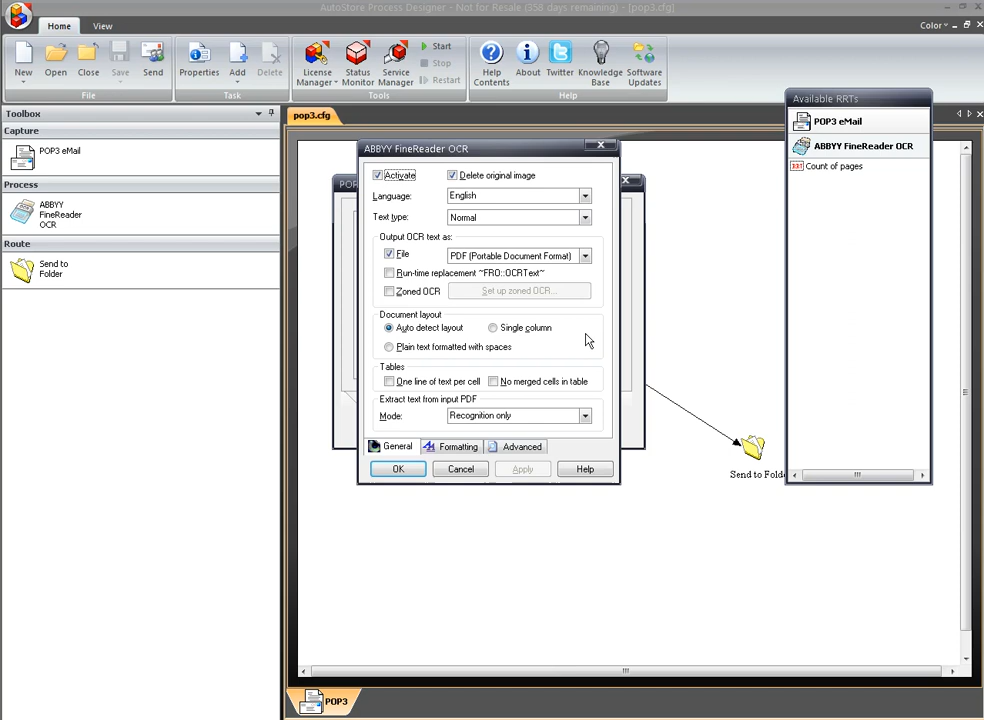 AutoStore Process Designer - Not for Resale (358 days remaining) - [pop3.cfg]
Home View Color
New Open Close Save Send Properties Add Delete License Manager Status Monitor Service Manager Start Stop Restart Help Contents About Twitter Knowledge Base Software Updates
File Task Tools Help
Toolbox
pop3.cfg
Capture
POP3 eMail
Process
ABBYY
FineReader
OCR
Route
Send to
Folder
ABBYY FineReader OCR
Activate Delete original image
Language: English
Text type: Normal
Output OCR text as:
File PDF (Portable Document Format)
Run-time replacement ~FRO::OCRText~
Zoned OCR Set up zoned OCR...
Document layout
Auto detect layout Single column
Plain text formatted with spaces
Tables
One line of text per cell No merged cells in table
Extract text from input PDF
Mode: Recognition only
General Formatting Advanced
OK Cancel Apply Help
Available RRTs
POP3 eMail
ABBYY FineReader OCR
Count of pages
Send to Folde
POP3